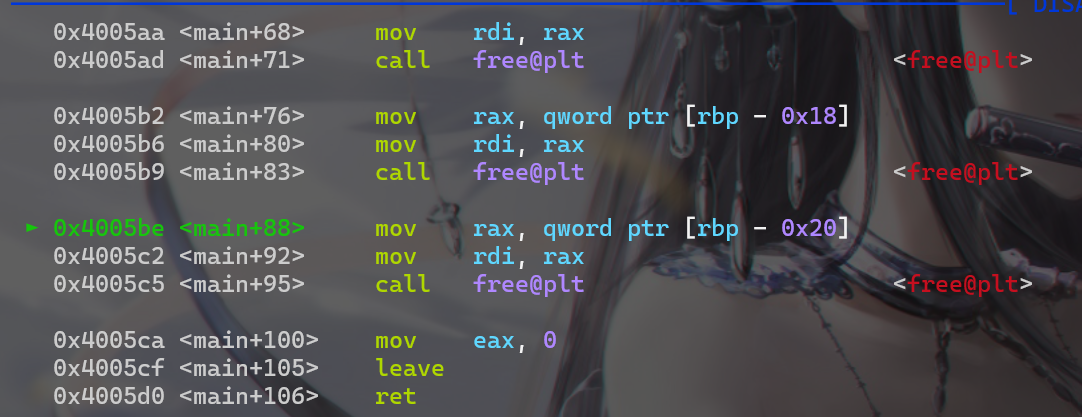 [ DISA
0x4005aa <main+68> mov rdi, rax
0x4005ad <main+71> call free@plt <free@plt>
0x4005b2 <main+76> mov rax, qword ptr [rbp - 0x18]
0x4005b6 <main+80> mov rdi, rax
0x4005b9 <main+83> call free@plt <free@plt>
► 0x4005be <main+88> mov rax, qword ptr [rbp - 0x20]
0x4005c2 <main+92> mov rdi, rax
0x4005c5 <main+95> call free@plt <free@plt>
0x4005ca <main+100> mov eax, 0
0x4005cf <main+105> leave
0x4005d0 <main+106> ret